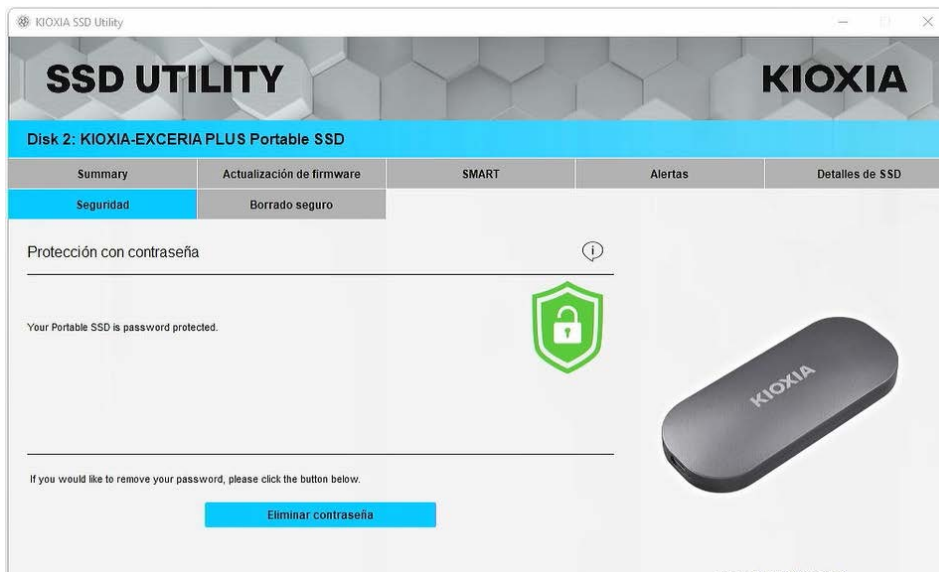 KIOXIA SSD Utility
SSD UTILITY
KIOXIA
Disk 2: KIOXIA-EXCERIA PLUS Portable SSD
Summary
Actualización de firmware
SMART
Alertas
Detalles de SSD
Seguridad
Borrado seguro
Protección con contraseña
Your Portable SSD is password protected.
KIOXIA
If you would like to remove your password, please click the button below.
Eliminar contraseña